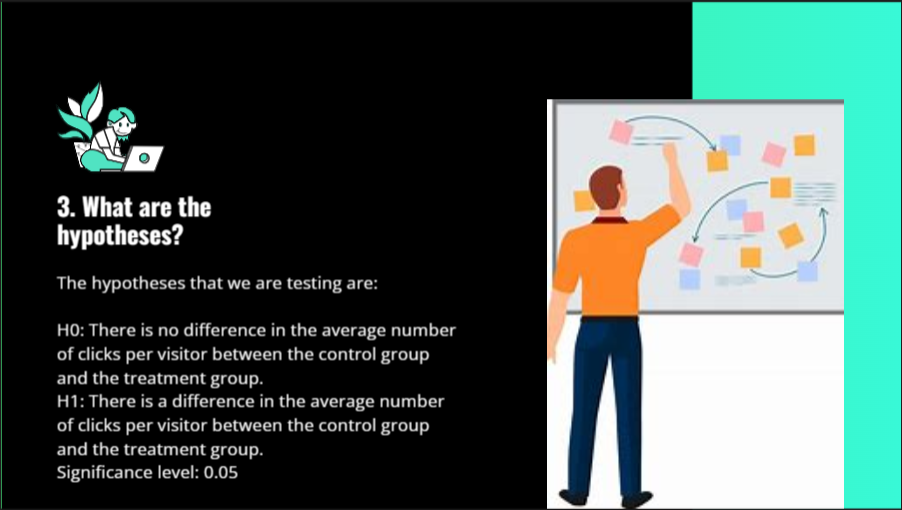 3. What are the
hypotheses?
The hypotheses that we are testing are:
H0: There is no difference in the average number
of clicks per visitor between the control group
and the treatment group.
H1: There is a difference in the average number
of clicks per visitor between the control group
and the treatment group.
Significance level: 0.05